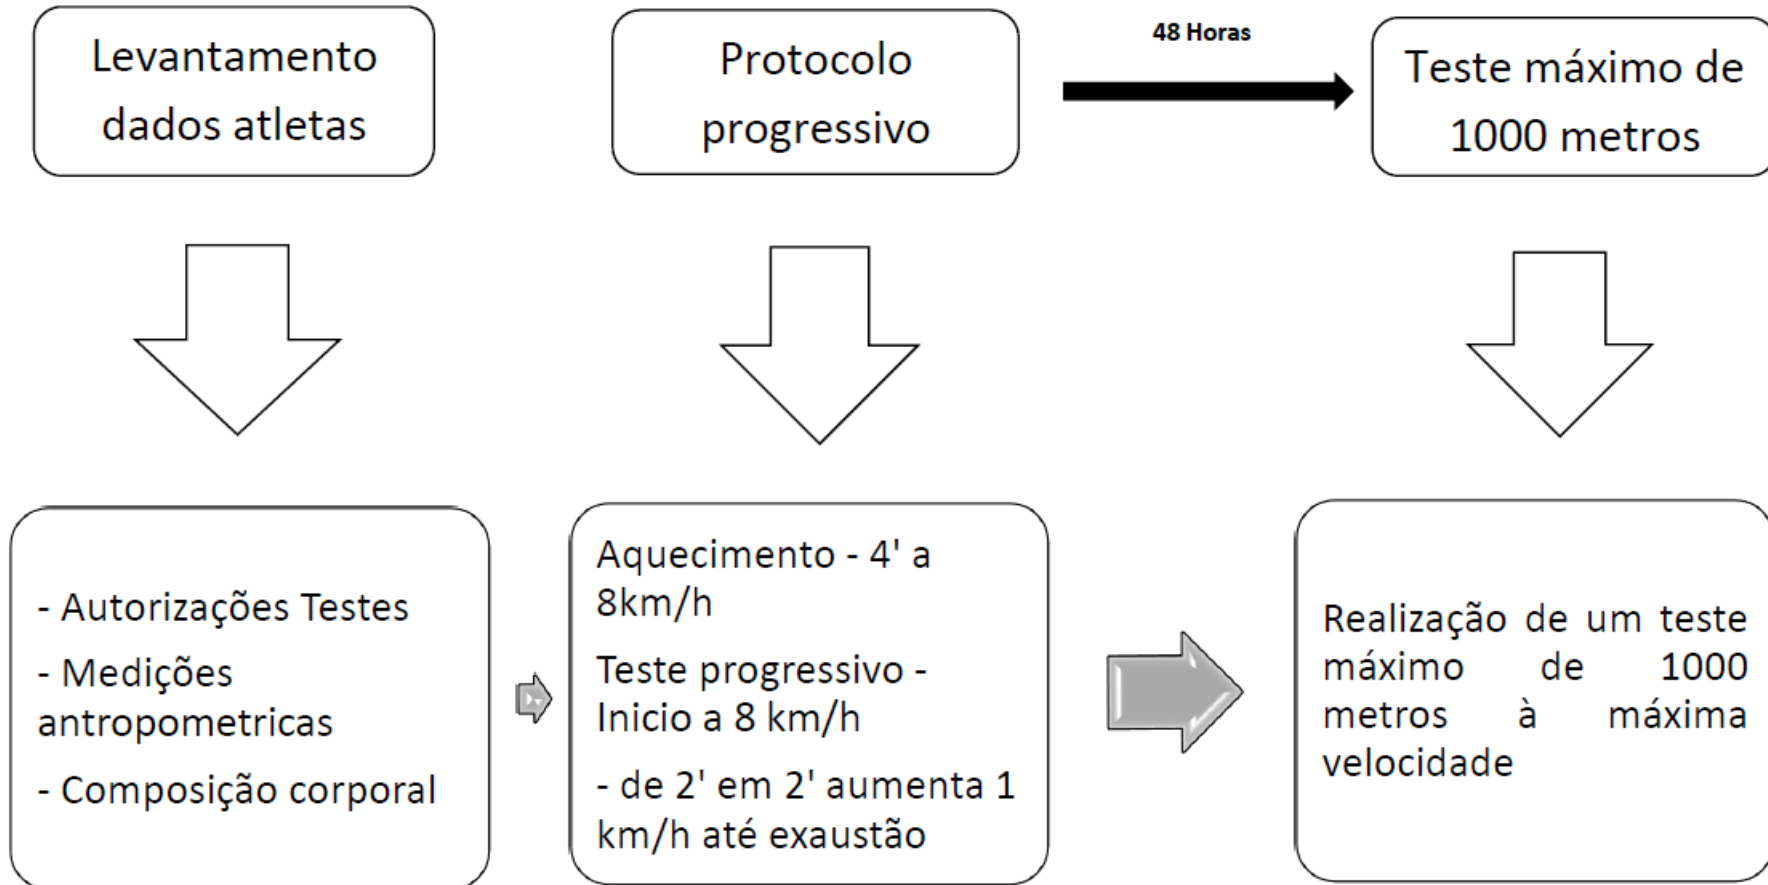 Levantamento
dados atletas
Protocolo
progressivo
48 Horas
Teste máximo de
1000 metros
- Autorizações Testes
- Medições
antropometricas
- Composição corporal
Aquecimento - 4' a
8km/h
Teste progressivo -
Inicio a 8 km/h
- de 2' em 2' aumenta 1
km/h até exaustão
Realização de um teste
máximo de 1000
metros à máxima
velocidade